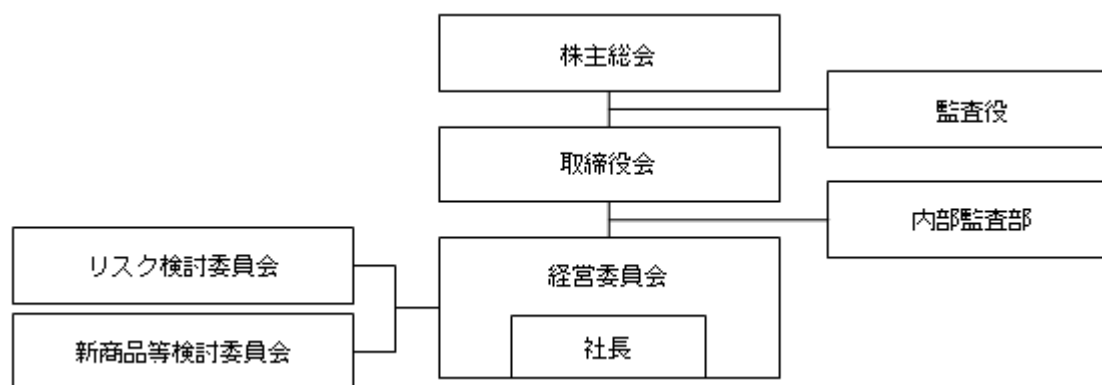 株主総会
監査役
取締役会
内部監査部
リスク検討委員会
経営委員会
新商品等検討委員会
社長